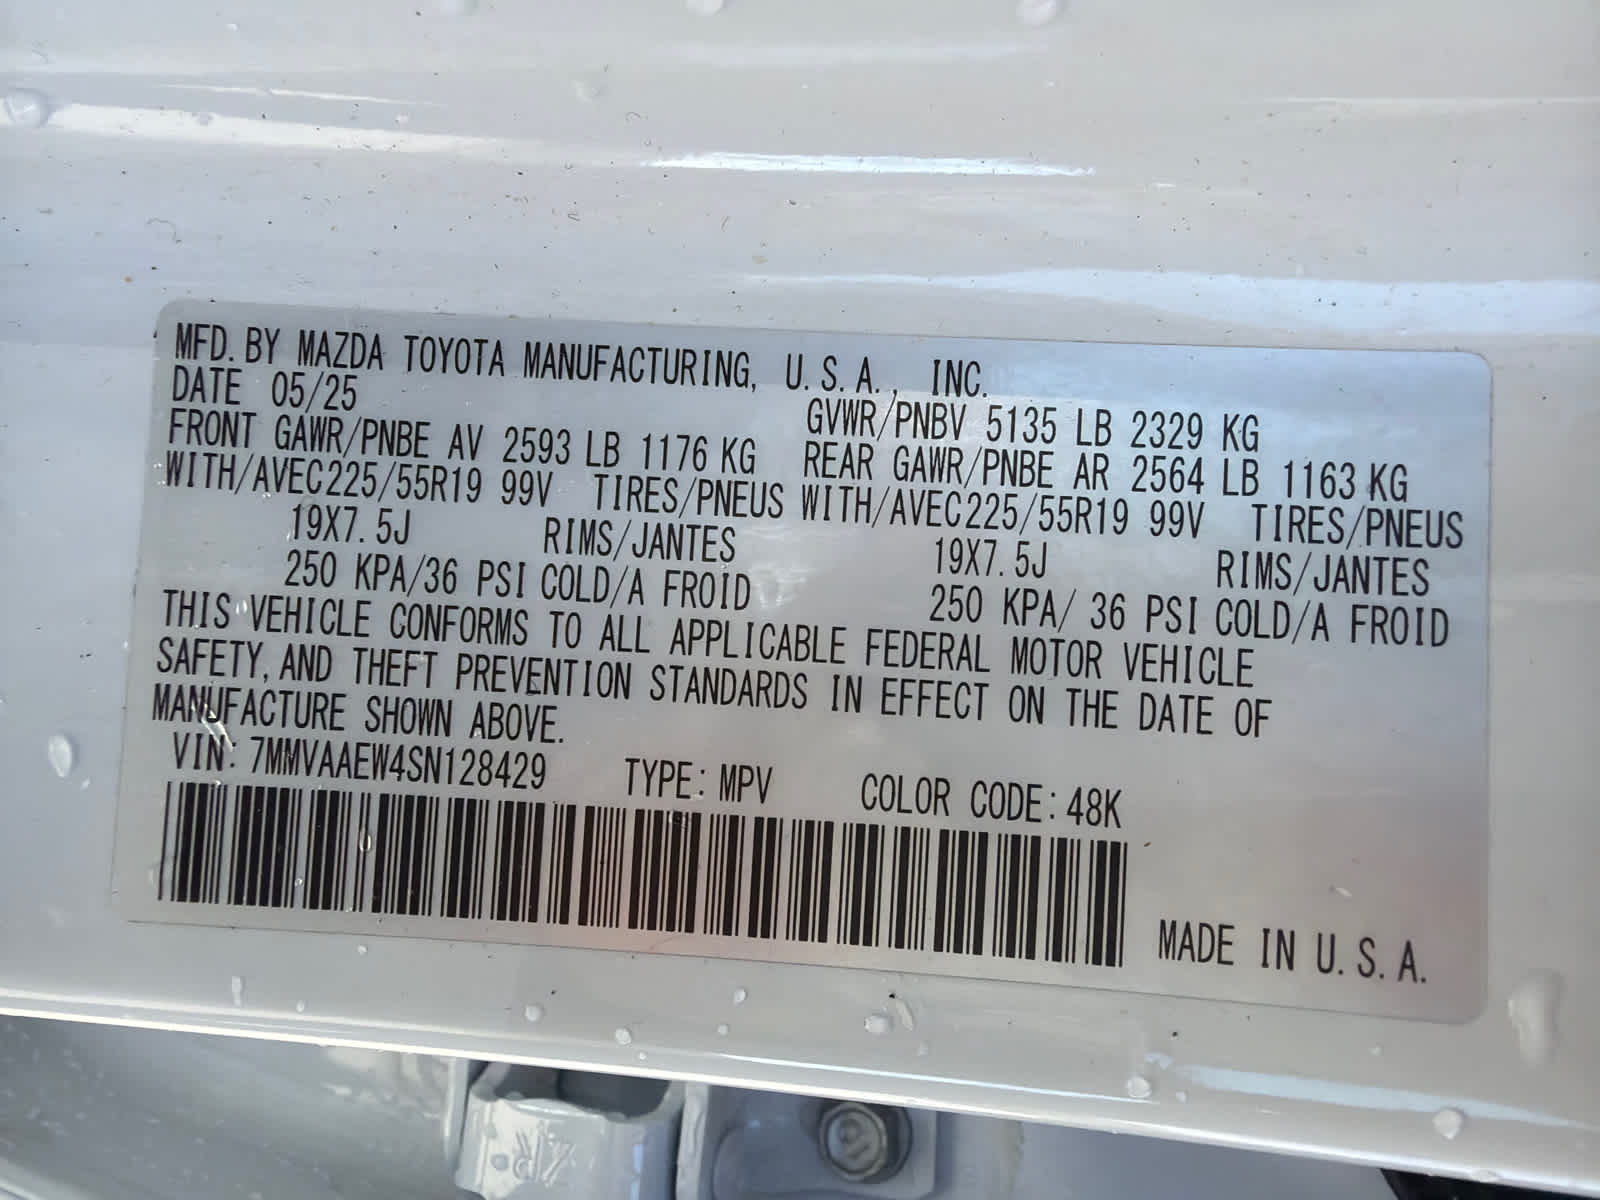 MFD. BY MAZDA TOYOTA MANUFACTURING, U.S.A., INC.
DATE 05/25 GVWR/PNBV 5135 LB 2329 KG
FRONT GAWR/PNBE AV 2593 LB 1176 KG REAR GAWR/PNBE AR 2564 LB 1163 KG
WITH/AVEC225/55R19 99V TIRES/PNEUS WITH/AVEC225/55R19 99V TIRES/PNEUS
19X7.5J RIMS/JANTES 19X7.5J RIMS/JANTES
250 KPA/36 PSI COLD/A FROID 250 KPA/ 36 PSI COLD/A FROID
THIS VEHICLE CONFORMS TO ALL APPLICABLE FEDERAL MOTOR VEHICLE
SAFETY, AND THEFT PREVENTION STANDARDS IN EFFECT ON THE DATE OF
MANUFACTURE SHOWN ABOVE.
VIN: 7MMVAAEW4SN128429 TYPE: MPV COLOR CODE: 48K
MADE IN U.S.A.